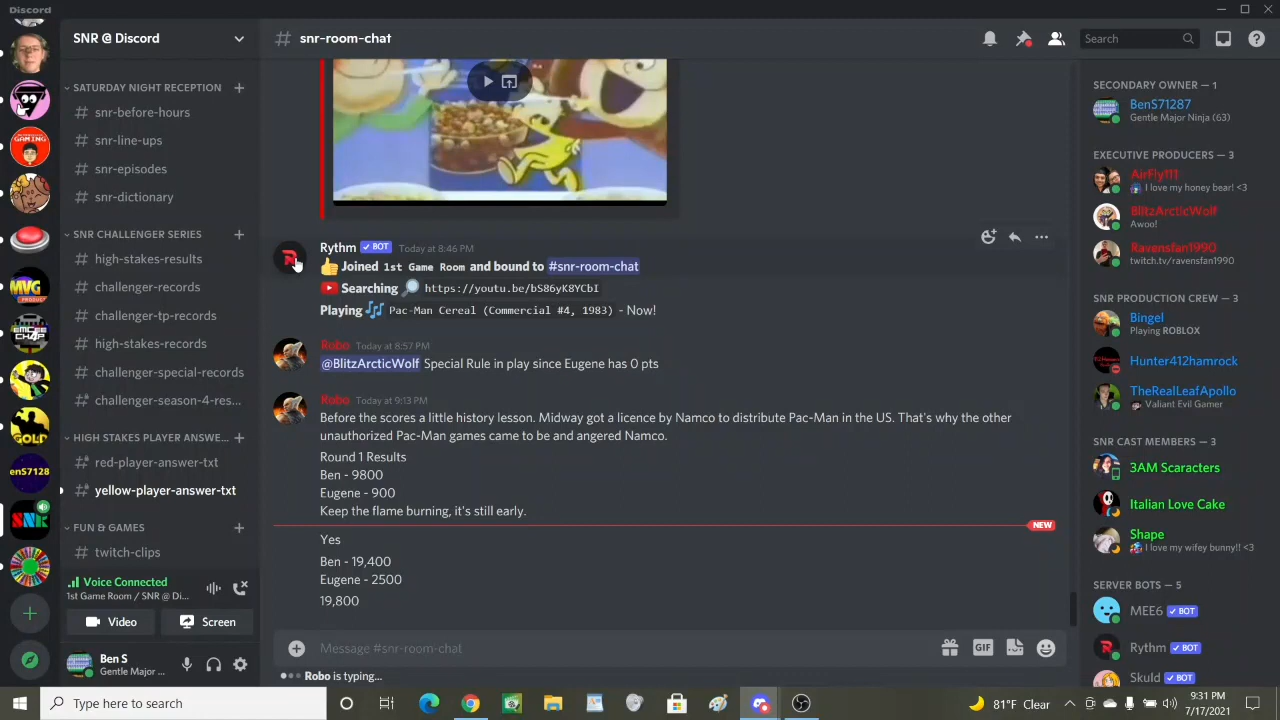 Discord
SNR @ Discord
# snr-room-chat
Search
SATURDAY NIGHT RECEPTION
# snr-before-hours
# snr-line-ups
# snr-episodes
# snr-dictionary
SNR CHALLENGER SERIES
# high-stakes-results
# challenger-records
# challenger-tp-records
# high-stakes-records
# challenger-special-records
# challenger-season-4-res...
HIGH STAKES PLAYER ANSWE...
# red-player-answer-txt
# yellow-player-answer-txt
FUN & GAMES
# twitch-clips
Voice Connected
1st Game Room / SNR @ Di...
Video
Screen
Ben S
Gentle Major ...
GAMING
MVG
PRODUCT
EMCEE
CHAP
GOLD
enS7128
SNR
Rythm BOT Today at 8:46 PM
Joined 1st Game Room and bound to #snr-room-chat
Searching https://youtu.be/bS86yK8YCbI
Playing Pac-Man Cereal (Commercial #4, 1983) - Now!
Robo Today at 8:57 PM
@BlitzArcticWolf Special Rule in play since Eugene has 0 pts
Robo Today at 9:13 PM
Before the scores a little history lesson. Midway got a licence by Namco to distribute Pac-Man in the US. That's why the other
unauthorized Pac-Man games came to be and angered Namco.
Round 1 Results
Ben - 9800
Eugene - 900
Keep the flame burning, it's still early.
NEW
Yes
Ben - 19,400
Eugene - 2500
19,800
Message #snr-room-chat
GIF
Robo is typing...
SECONDARY OWNER — 1
BenS71287
Gentle Major Ninja (63)
EXECUTIVE PRODUCERS — 3
AirFly111
I love my honey bear! <3
BlitzArcticWolf
Awoo!
Ravensfan1990
twitch.tv/ravensfan1990
SNR PRODUCTION CREW — 3
Bingel
Playing ROBLOX
Hunter412hamrock
TheRealLeafApollo
Valiant Evil Gamer
SNR CAST MEMBERS — 3
3AM Scaracters
Italian Love Cake
Shape
I love my wifey bunny!! <3
SERVER BOTS — 5
MEE6 BOT
Rythm BOT
Skuld BOT
Type here to search
81°F Clear
9:31 PM
7/17/2021